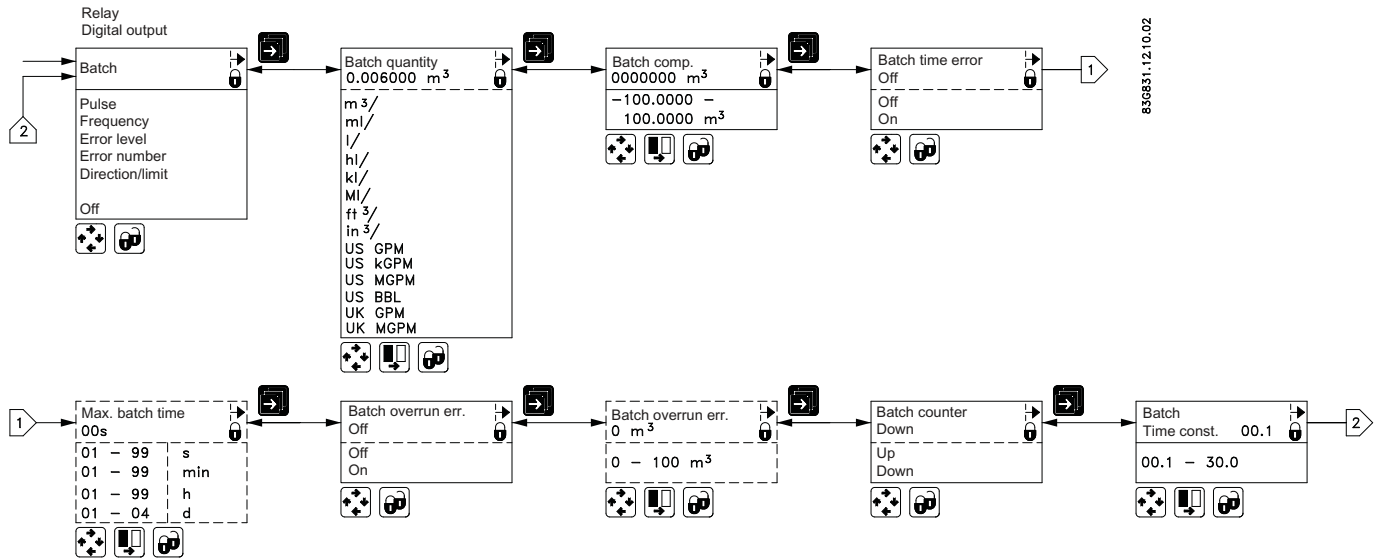 Relay
Digital output
Batch
Pulse
Frequency
Error level
Error number
Direction/limit
Off
2
Batch quantity
0.006000 m³
m³/
ml/
l/
hl/
kl/
Ml/
ft³/
in³/
US GPM
US kGPM
US MGPM
US BBL
UK GPM
UK MGPM
Batch comp.
0000000 m³
-100.0000 -
100.0000 m³
Batch time error
Off
Off
On
1
83G831.12.10.02
1
Max. batch time
00s
01 - 99 s
01 - 99 min
01 - 99 h
01 - 04 d
Batch overrun err.
Off
Off
On
Batch overrun err.
0 m³
0 - 100 m³
Batch counter
Down
Up
Down
Batch
Time const. 00.1
00.1 - 30.0
2